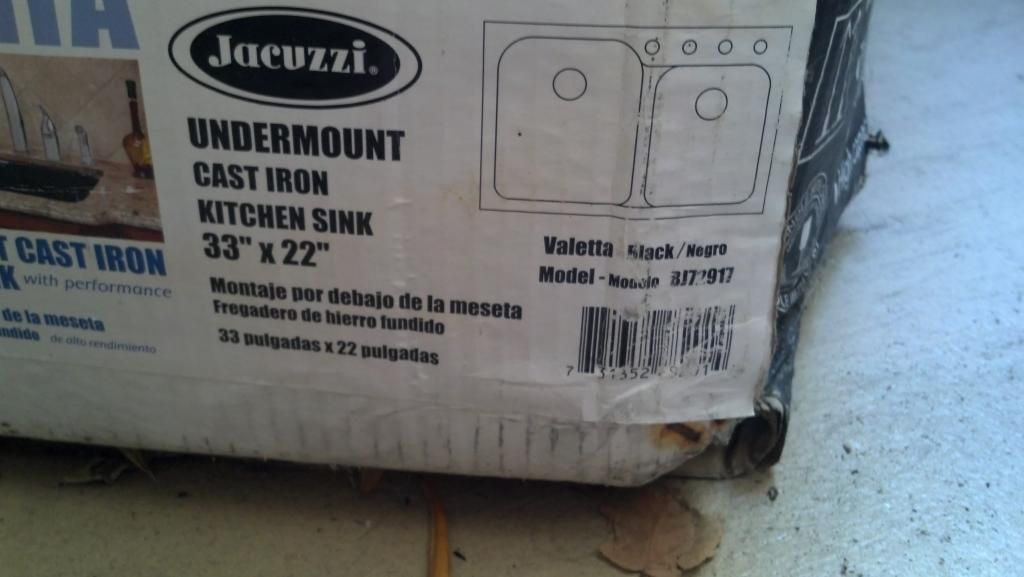 Jacuzzi®
UNDERMOUNT
CAST IRON
KITCHEN SINK
33" x 22"
Montaje por debajo de la meseta
Fregadero de hierro fundido
33 pulgadas x 22 pulgadas
Valetta Black/Negro
Model - Modelo
CAST IRON
with performance
de la meseta
de alto rendimiento